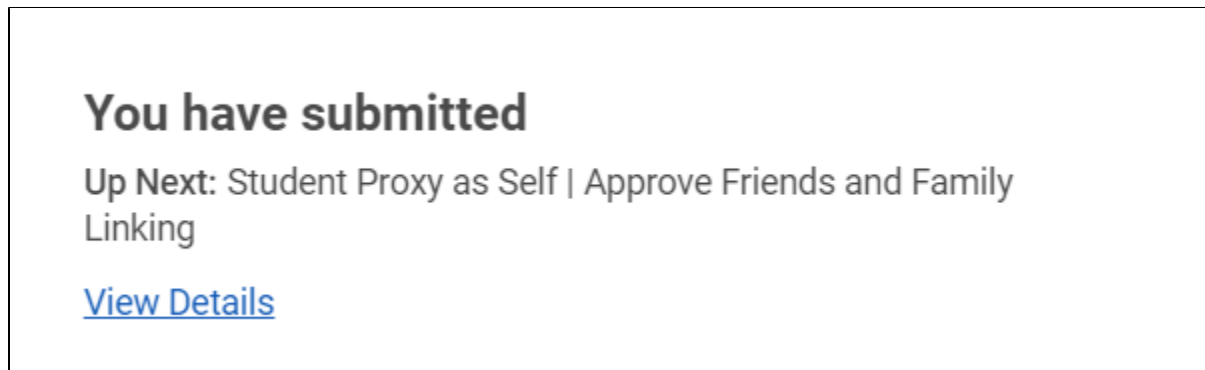 You have submitted
Up Next: Student Proxy as Self | Approve Friends and Family
Linking
View Details